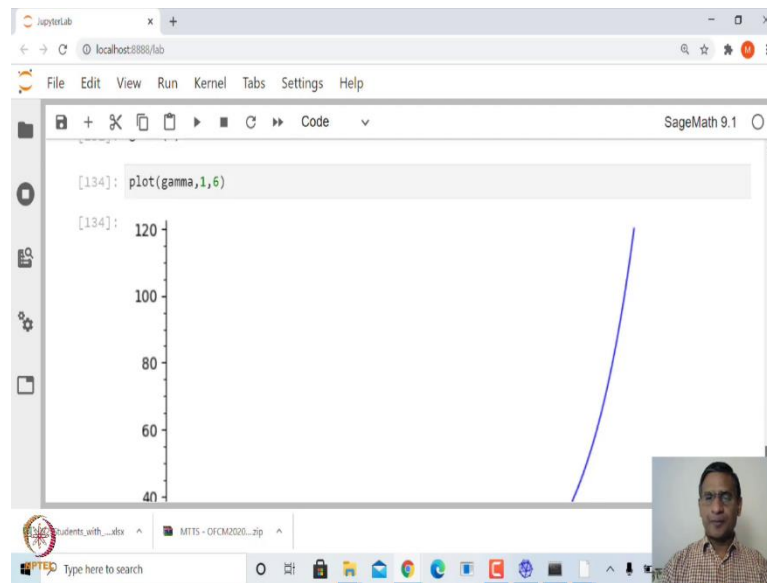 JupyterLab
localhost:8888/lab
M
File Edit View Run Kernel Tabs Settings Help
Code
SageMath 9.1
[134]: plot(gamma,1,6)
[134]:
120
100
80
60
40
Students_with_....xlsx
MTTS - OFCM2020....zip
NPTEL
Type here to search